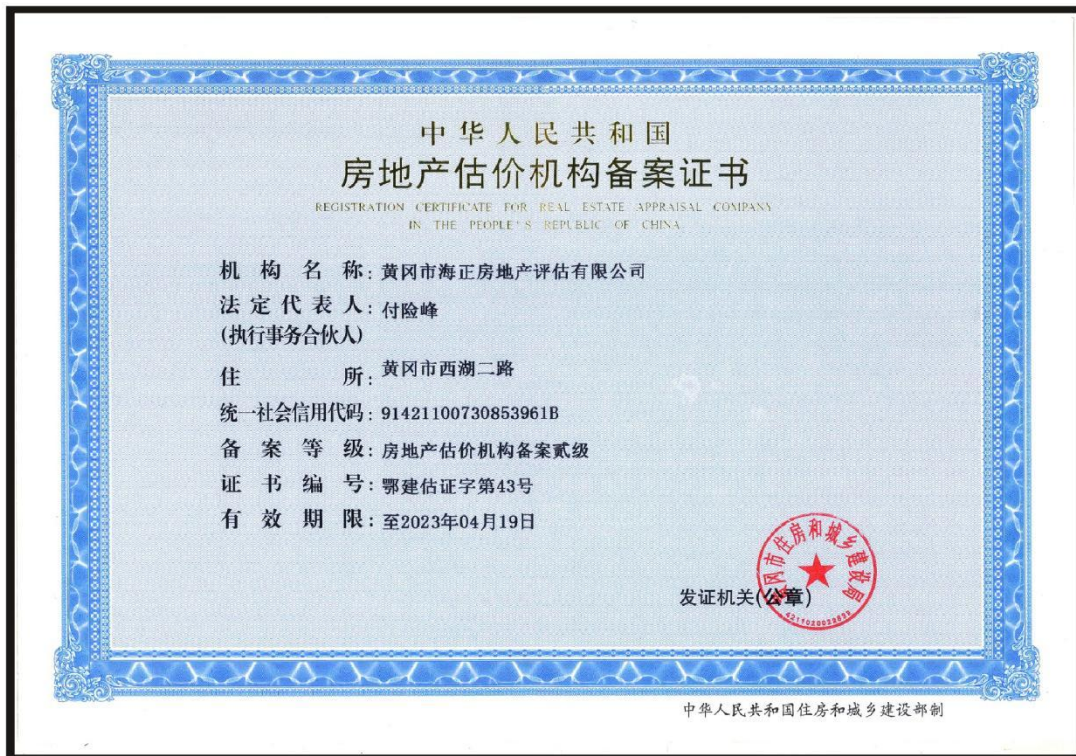 中华人民共和国
房地产估价机构备案证书
REGISTRATION CERTIFICATE FOR REAL ESTATE APPRAISAL COMPANY
IN THE PEOPLE'S REPUBLIC OF CHINA
机构名称：黄冈市海正房地产评估有限公司
法定代表人：付险峰
(执行事务合伙人)
住所：黄冈市西湖二路
统一社会信用代码：91421100730853961B
备案等级：房地产估价机构备案贰级
证书编号：鄂建估证字第43号
有效期限：至2023年04月19日
黄冈市住房和城乡建设局
发证机关(公章)
中华人民共和国住房和城乡建设部制